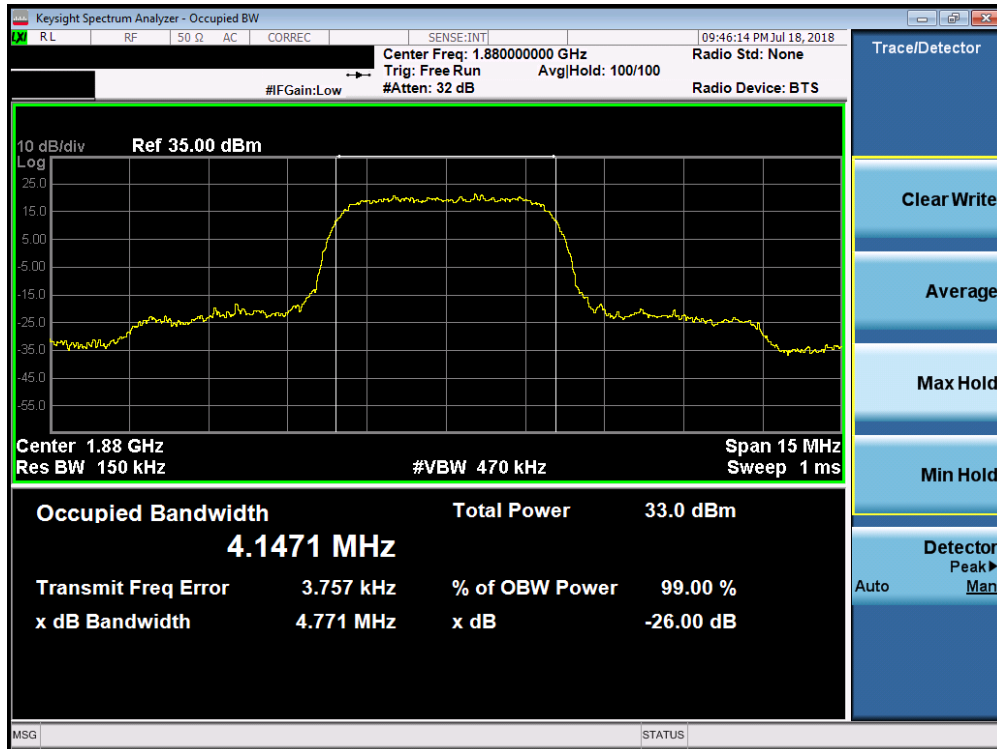 Keysight Spectrum Analyzer - Occupied BW
LXI RL RF 50 Ω AC CORREC SENSE:INT 09:46:14 PM Jul 18, 2018
Center Freq: 1.880000000 GHz Radio Std: None
Trig: Free Run Avg|Hold: 100/100
#IFGain:Low #Atten: 32 dB Radio Device: BTS
10 dB/div Ref 35.00 dBm
Log
25.0
15.0
5.00
-5.00
-15.0
-25.0
-35.0
-45.0
-55.0
Center 1.88 GHz Span 15 MHz
Res BW 150 kHz #VBW 470 kHz Sweep 1 ms
Occupied Bandwidth Total Power 33.0 dBm
4.1471 MHz
Transmit Freq Error 3.757 kHz % of OBW Power 99.00 %
x dB Bandwidth 4.771 MHz x dB -26.00 dB
MSG STATUS
Trace/Detector
Clear Write
Average
Max Hold
Min Hold
Detector
Peak▶
Auto Man